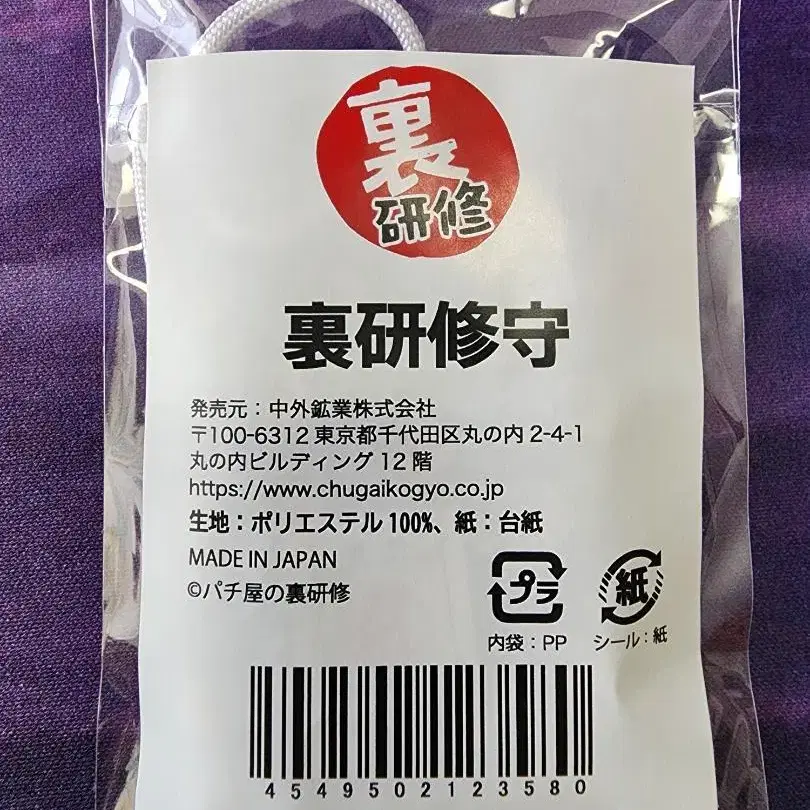 裏
研修
裏研修守
発売元：中外鉱業株式会社
〒100-6312 東京都千代田区丸の内 2-4-1
丸の内ビルディング 12 階
https://www.chugaikogyo.co.jp
生地：ポリエステル 100%、紙：台紙
MADE IN JAPAN
©パチ屋の裏研修
プラ
紙
内袋：PP
シール：紙
4549502123580